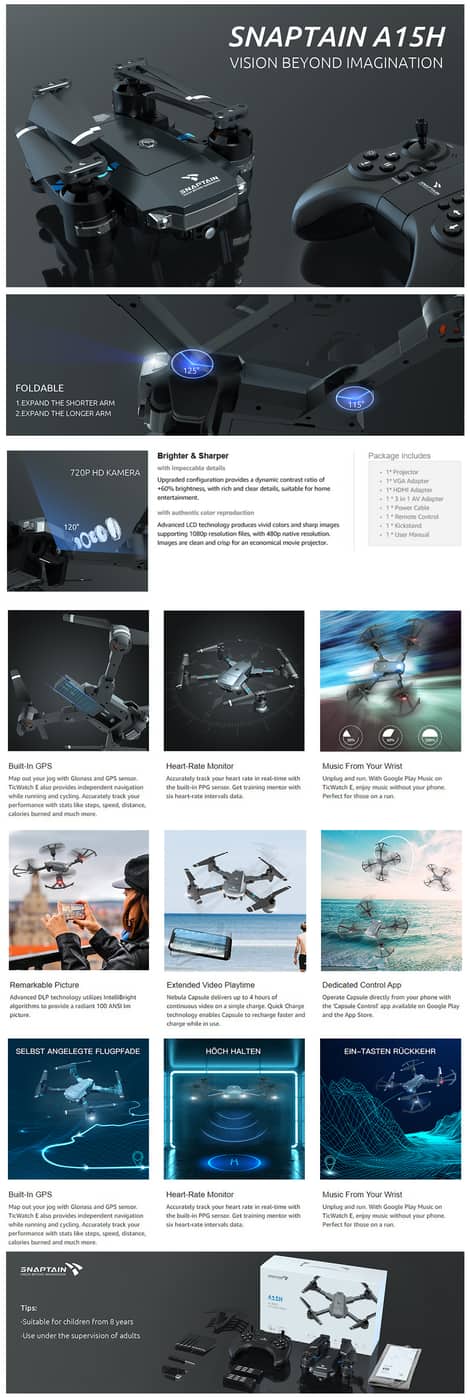 SNAPTAIN A15H
VISION BEYOND IMAGINATION
SNAPTAIN
SNAPTAIN
125°
115°
FOLDABLE
1.EXPAND THE SHORTER ARM
2.EXPAND THE LONGER ARM
720P HD KAMERA
120°
Brighter & Sharper
with impeccable details
Upgraded configuration provides a dynamic contrast ratio of
+60% brightness, with rich and clear details, suitable for home
entertainment.
with authentic color reproduction
Advanced LCD technology produces vivid colors and sharp images
supporting 1080p resolution files, with 480p native resolution.
Images are clean and crisp for an economical movie projector.
Package includes
1* Projector
1* VGA Adapter
1* HDMI Adapter
1 * 3 in 1 AV Adapter
1 * Power Cable
1 * Remote Control
1 * Kickstand
1 * User Manual
Built-In GPS
Map out your jog with Glonass and GPS sensor.
TicWatch E also provides independent navigation
while running and cycling. Accurately track your
performance with stats like steps, speed, distance,
calories burned and much more.
Heart-Rate Monitor
Accurately track your heart rate in real-time with
the built-in PPG sensor. Get training mentor with
six heart-rate intervals data.
Music From Your Wrist
Unplug and run. With Google Play Music on
TicWatch E, enjoy music without your phone.
Perfect for those on a run.
Remarkable Picture
Advanced DLP technology utilizes IntelliBright
algorithms to provide a radiant 100 ANSI lm
picture.
Extended Video Playtime
Nebula Capsule delivers up to 4 hours of
continuous video on a single charge. Quick Charge
technology enables Capsule to recharge faster and
charge while in use.
Dedicated Control App
Operate Capsule directly from your phone with
the 'Capsule Control' app available on Google Play
and the App Store.
SELBST ANGELEGTE FLUGPFADE
HÖCH HALTEN
H
EIN-TASTEN RÜCKKEHR
Built-In GPS
Map out your jog with Glonass and GPS sensor.
TicWatch E also provides independent navigation
while running and cycling. Accurately track your
performance with stats like steps, speed, distance,
calories burned and much more.
Heart-Rate Monitor
Accurately track your heart rate in real-time with
the built-in PPG sensor. Get training mentor with
six heart-rate intervals data.
Music From Your Wrist
Unplug and run. With Google Play Music on
TicWatch E, enjoy music without your phone.
Perfect for those on a run.
SNAPTAIN
VISION BEYOND IMAGINATION
Tips:
·Suitable for children from 8 years
·Use under the supervision of adults
A15H